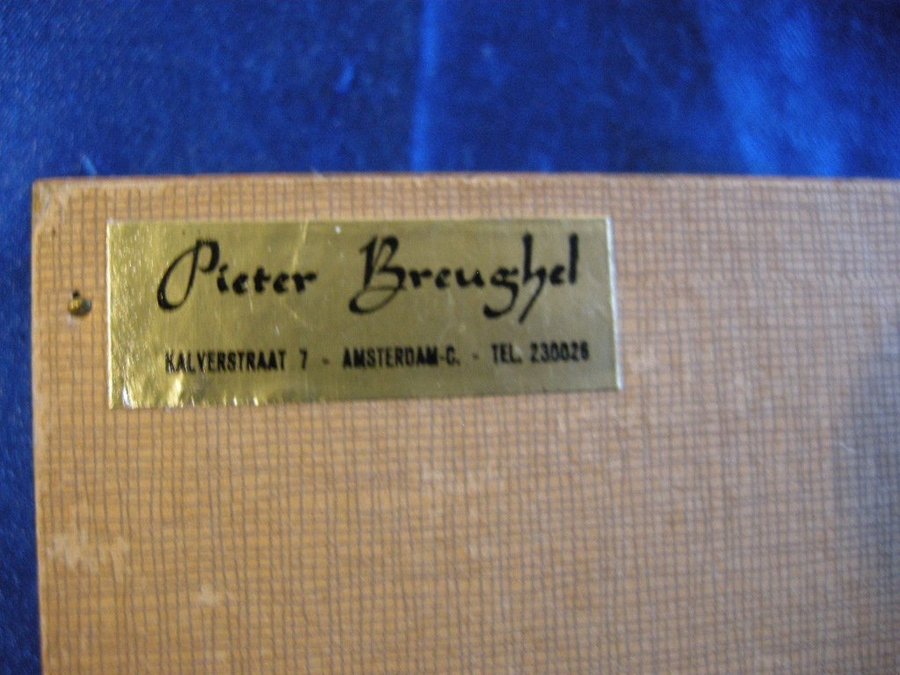 Pieter Breughel
KALVERSTRAAT 7 - AMSTERDAM-C. - TEL. 230026